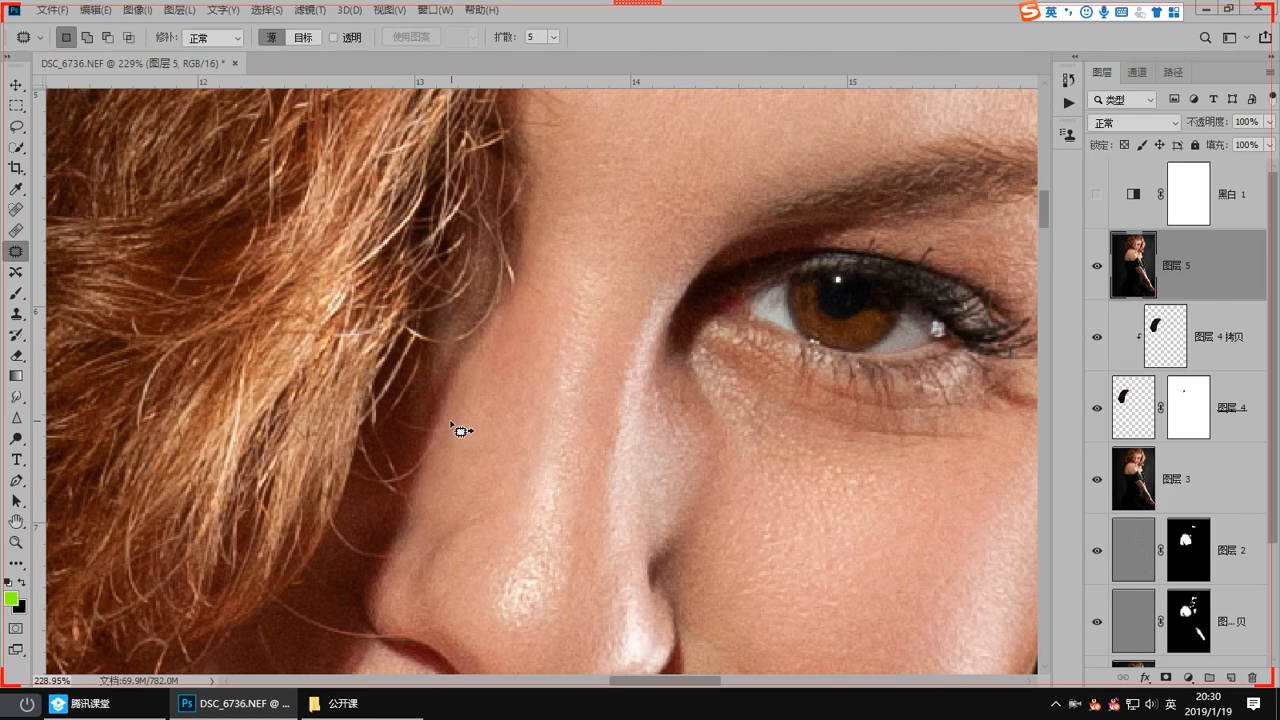 Ps 文件(F) 编辑(E) 图像(I) 图层(L) 文字(Y) 选择(S) 滤镜(T) 3D(D) 视图(V) 窗口(W) 帮助(H)
英
修补: 正常 源 目标 透明 使用图案 扩散: 5
DSC_6736.NEF @ 229% (图层 5, RGB/16) * ×
12 13 14 15
5
6
7
图层 通道 路径
类型
正常 不透明度: 100%
锁定: 填充: 100%
黑白 1
图层 5
图层 4 拷贝
图层 4
图层 3
图层 2
图...贝
fx
228.95% 文档:69.9M/782.0M
腾讯课堂
Ps DSC_6736.NEF @ ...
公开课
英
20:30
2019/1/19